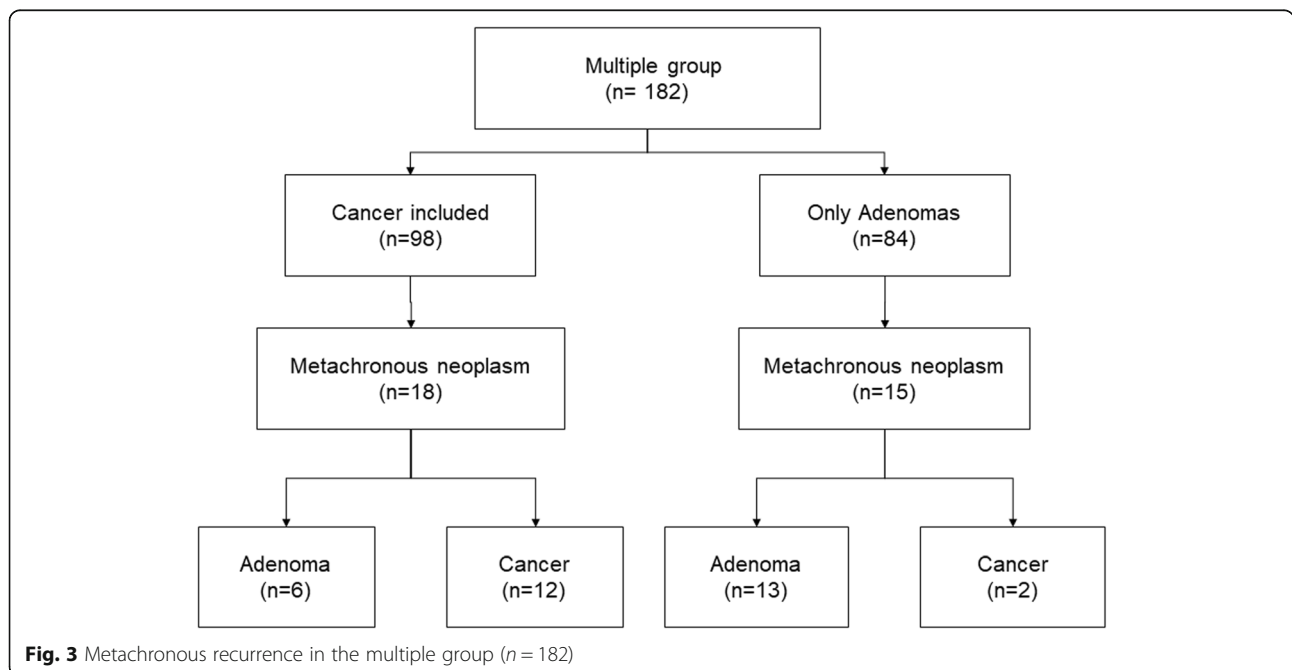 Multiple group
(n= 182)
Cancer included
(n=98)
Only Adenomas
(n=84)
Metachronous neoplasm
(n=18)
Metachronous neoplasm
(n=15)
Adenoma
(n=6)
Cancer
(n=12)
Adenoma
(n=13)
Cancer
(n=2)
Fig. 3 Metachronous recurrence in the multiple group (n = 182)